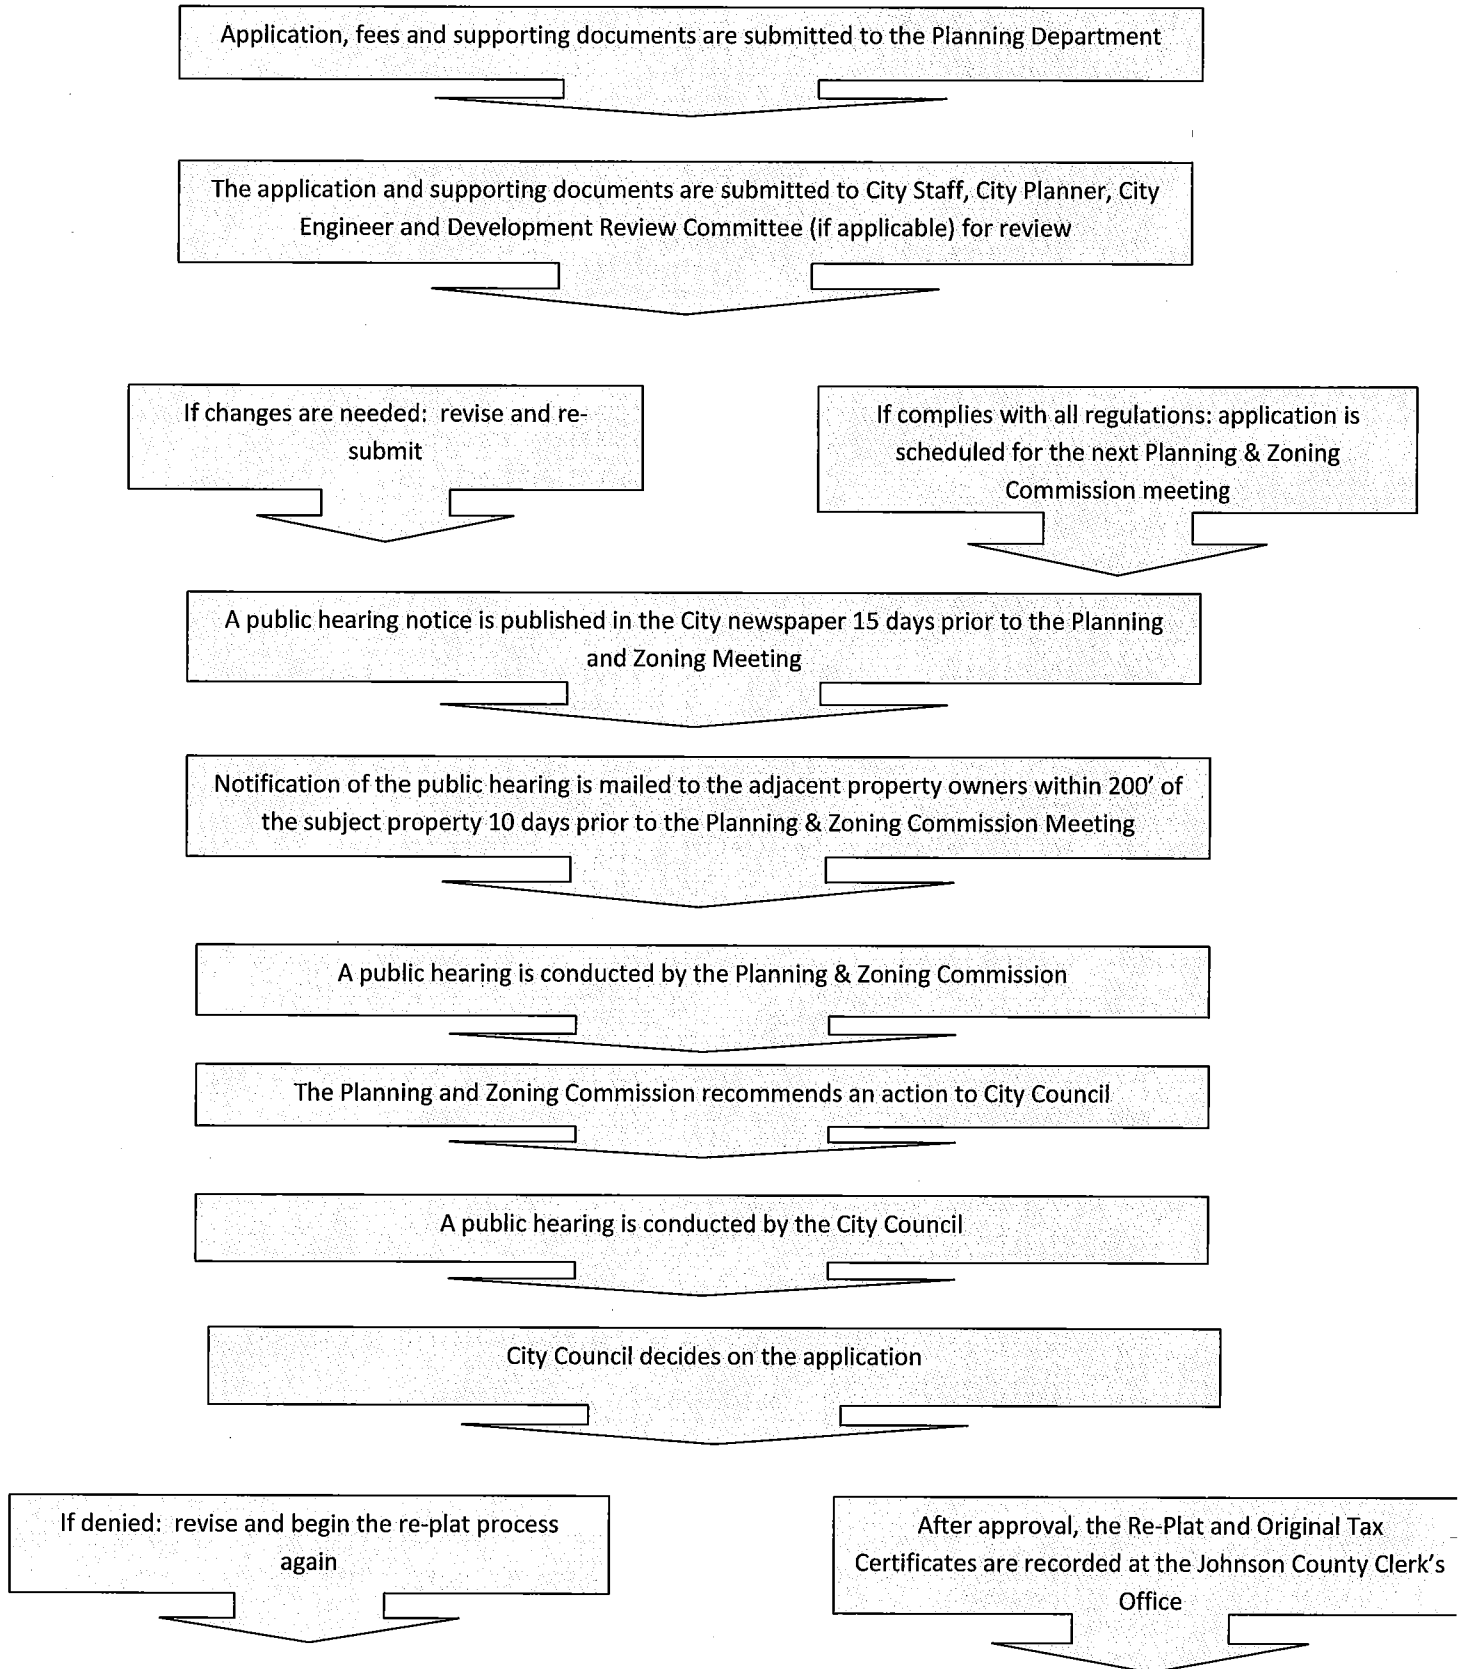 Application, fees and supporting documents are submitted to the Planning Department
The application and supporting documents are submitted to City Staff, City Planner, City
Engineer and Development Review Committee (if applicable) for review
If changes are needed: revise and re-
submit
If complies with all regulations: application is
scheduled for the next Planning & Zoning
Commission meeting
A public hearing notice is published in the City newspaper 15 days prior to the Planning
and Zoning Meeting
Notification of the public hearing is mailed to the adjacent property owners within 200' of
the subject property 10 days prior to the Planning & Zoning Commission Meeting
A public hearing is conducted by the Planning & Zoning Commission
The Planning and Zoning Commission recommends an action to City Council
A public hearing is conducted by the City Council
City Council decides on the application
If denied: revise and begin the re-plat process
again
After approval, the Re-Plat and Original Tax
Certificates are recorded at the Johnson County Clerk's
Office